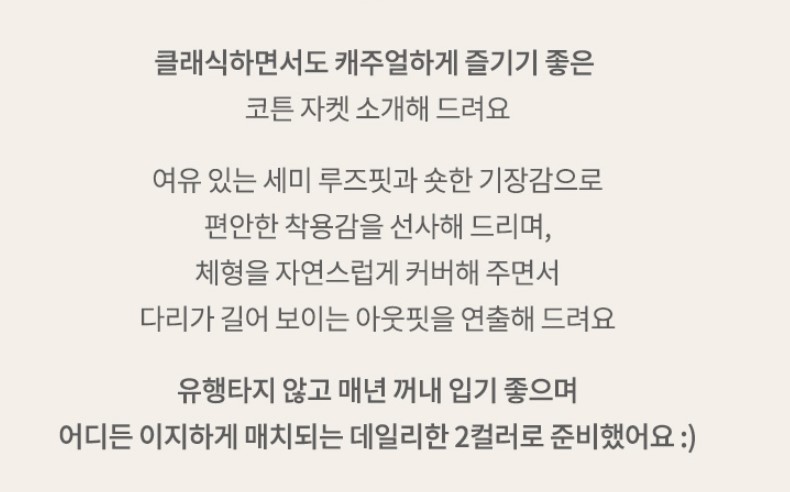 클래식하면서도 캐주얼하게 즐기기 좋은
코튼 자켓 소개해 드려요
여유 있는 세미 루즈핏과 숏한 기장감으로
편안한 착용감을 선사해 드리며,
체형을 자연스럽게 커버해 주면서
다리가 길어 보이는 아웃핏을 연출해 드려요
유행타지 않고 매년 꺼내 입기 좋으며
어디든 이지하게 매치되는 데일리한 2컬러로 준비했어요 :)